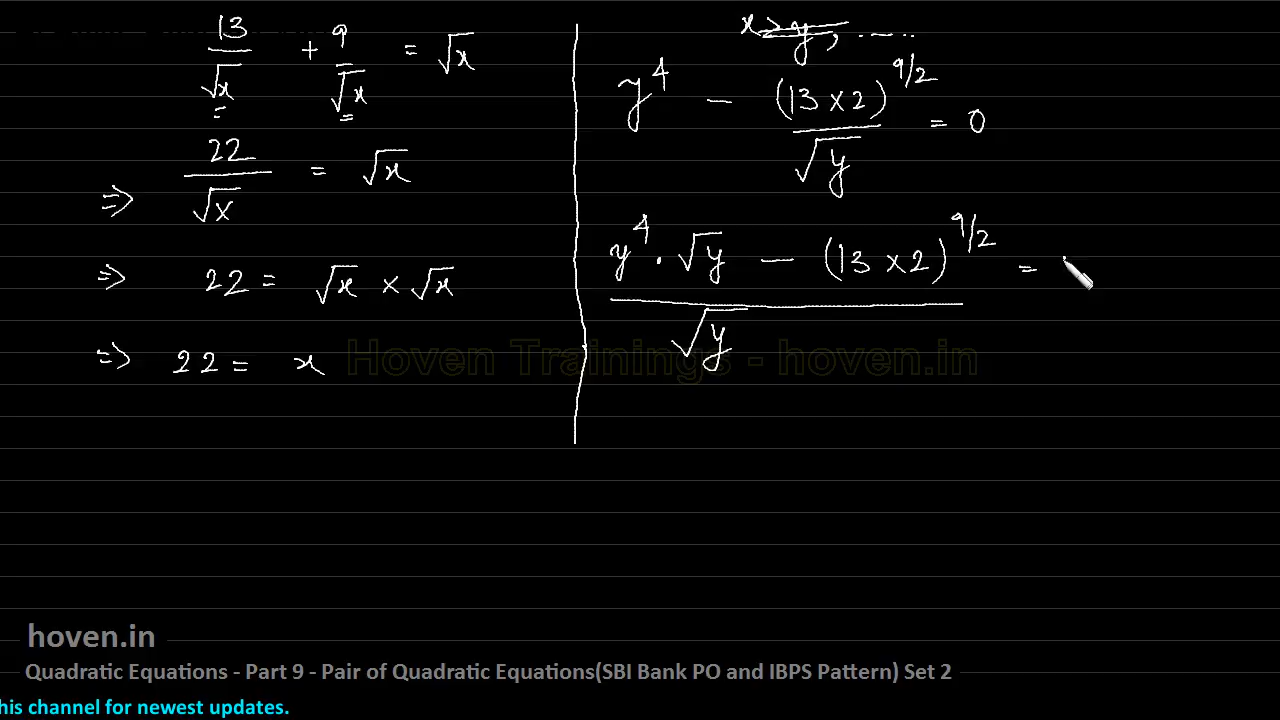 13/√x + 9/√x = √x
⇒ 22/√x = √x
⇒ 22 = √x × √x
⇒ 22 = x
x ≥ y, .....
y^4 - (13 × 2)^9/2 / √y = 0
y^4 . √y - (13 × 2)^9/2 / √y =
Hoven Trainings - hoven.in
hoven.in
Quadratic Equations - Part 9 - Pair of Quadratic Equations(SBI Bank PO and IBPS Pattern) Set 2
his channel for newest updates.